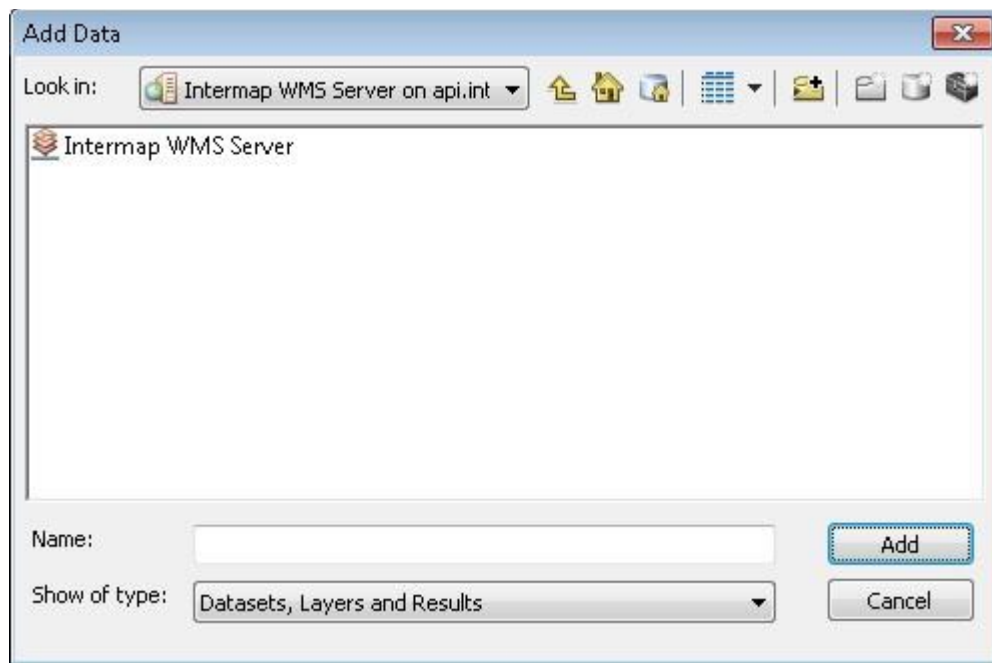 Add Data
Look in: Intermap WMS Server on api.int
Intermap WMS Server
Name: Add
Show of type: Datasets, Layers and Results Cancel